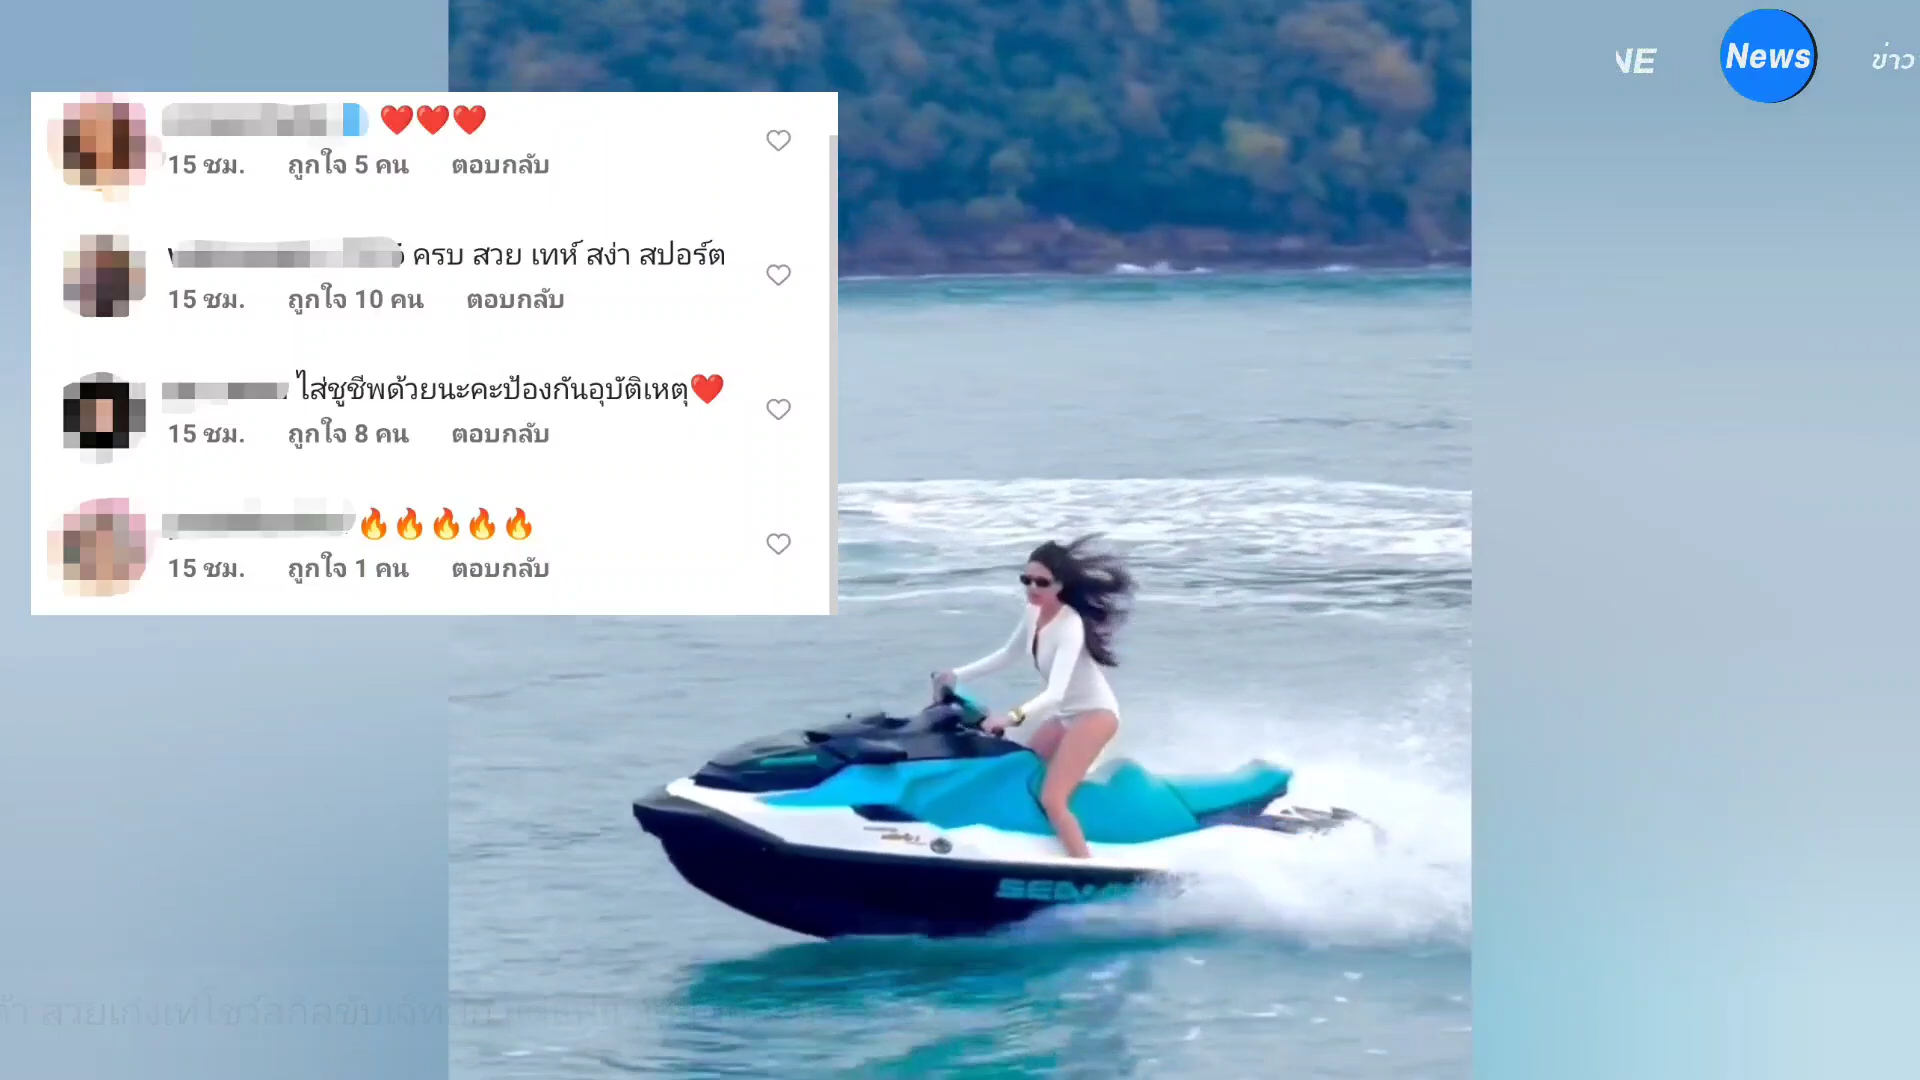 NE
News
ข่าว
❤️❤️❤️
15 ชม. ถูกใจ 5 คน ตอบกลับ
ครบ สวย เทห์ สง่า สปอร์ต
15 ชม. ถูกใจ 10 คน ตอบกลับ
ไส่ชูชีพด้วยนะคะป้องกันอุบัติเหตุ❤️
15 ชม. ถูกใจ 8 คน ตอบกลับ
🔥🔥🔥🔥🔥
15 ชม. ถูกใจ 1 คน ตอบกลับ